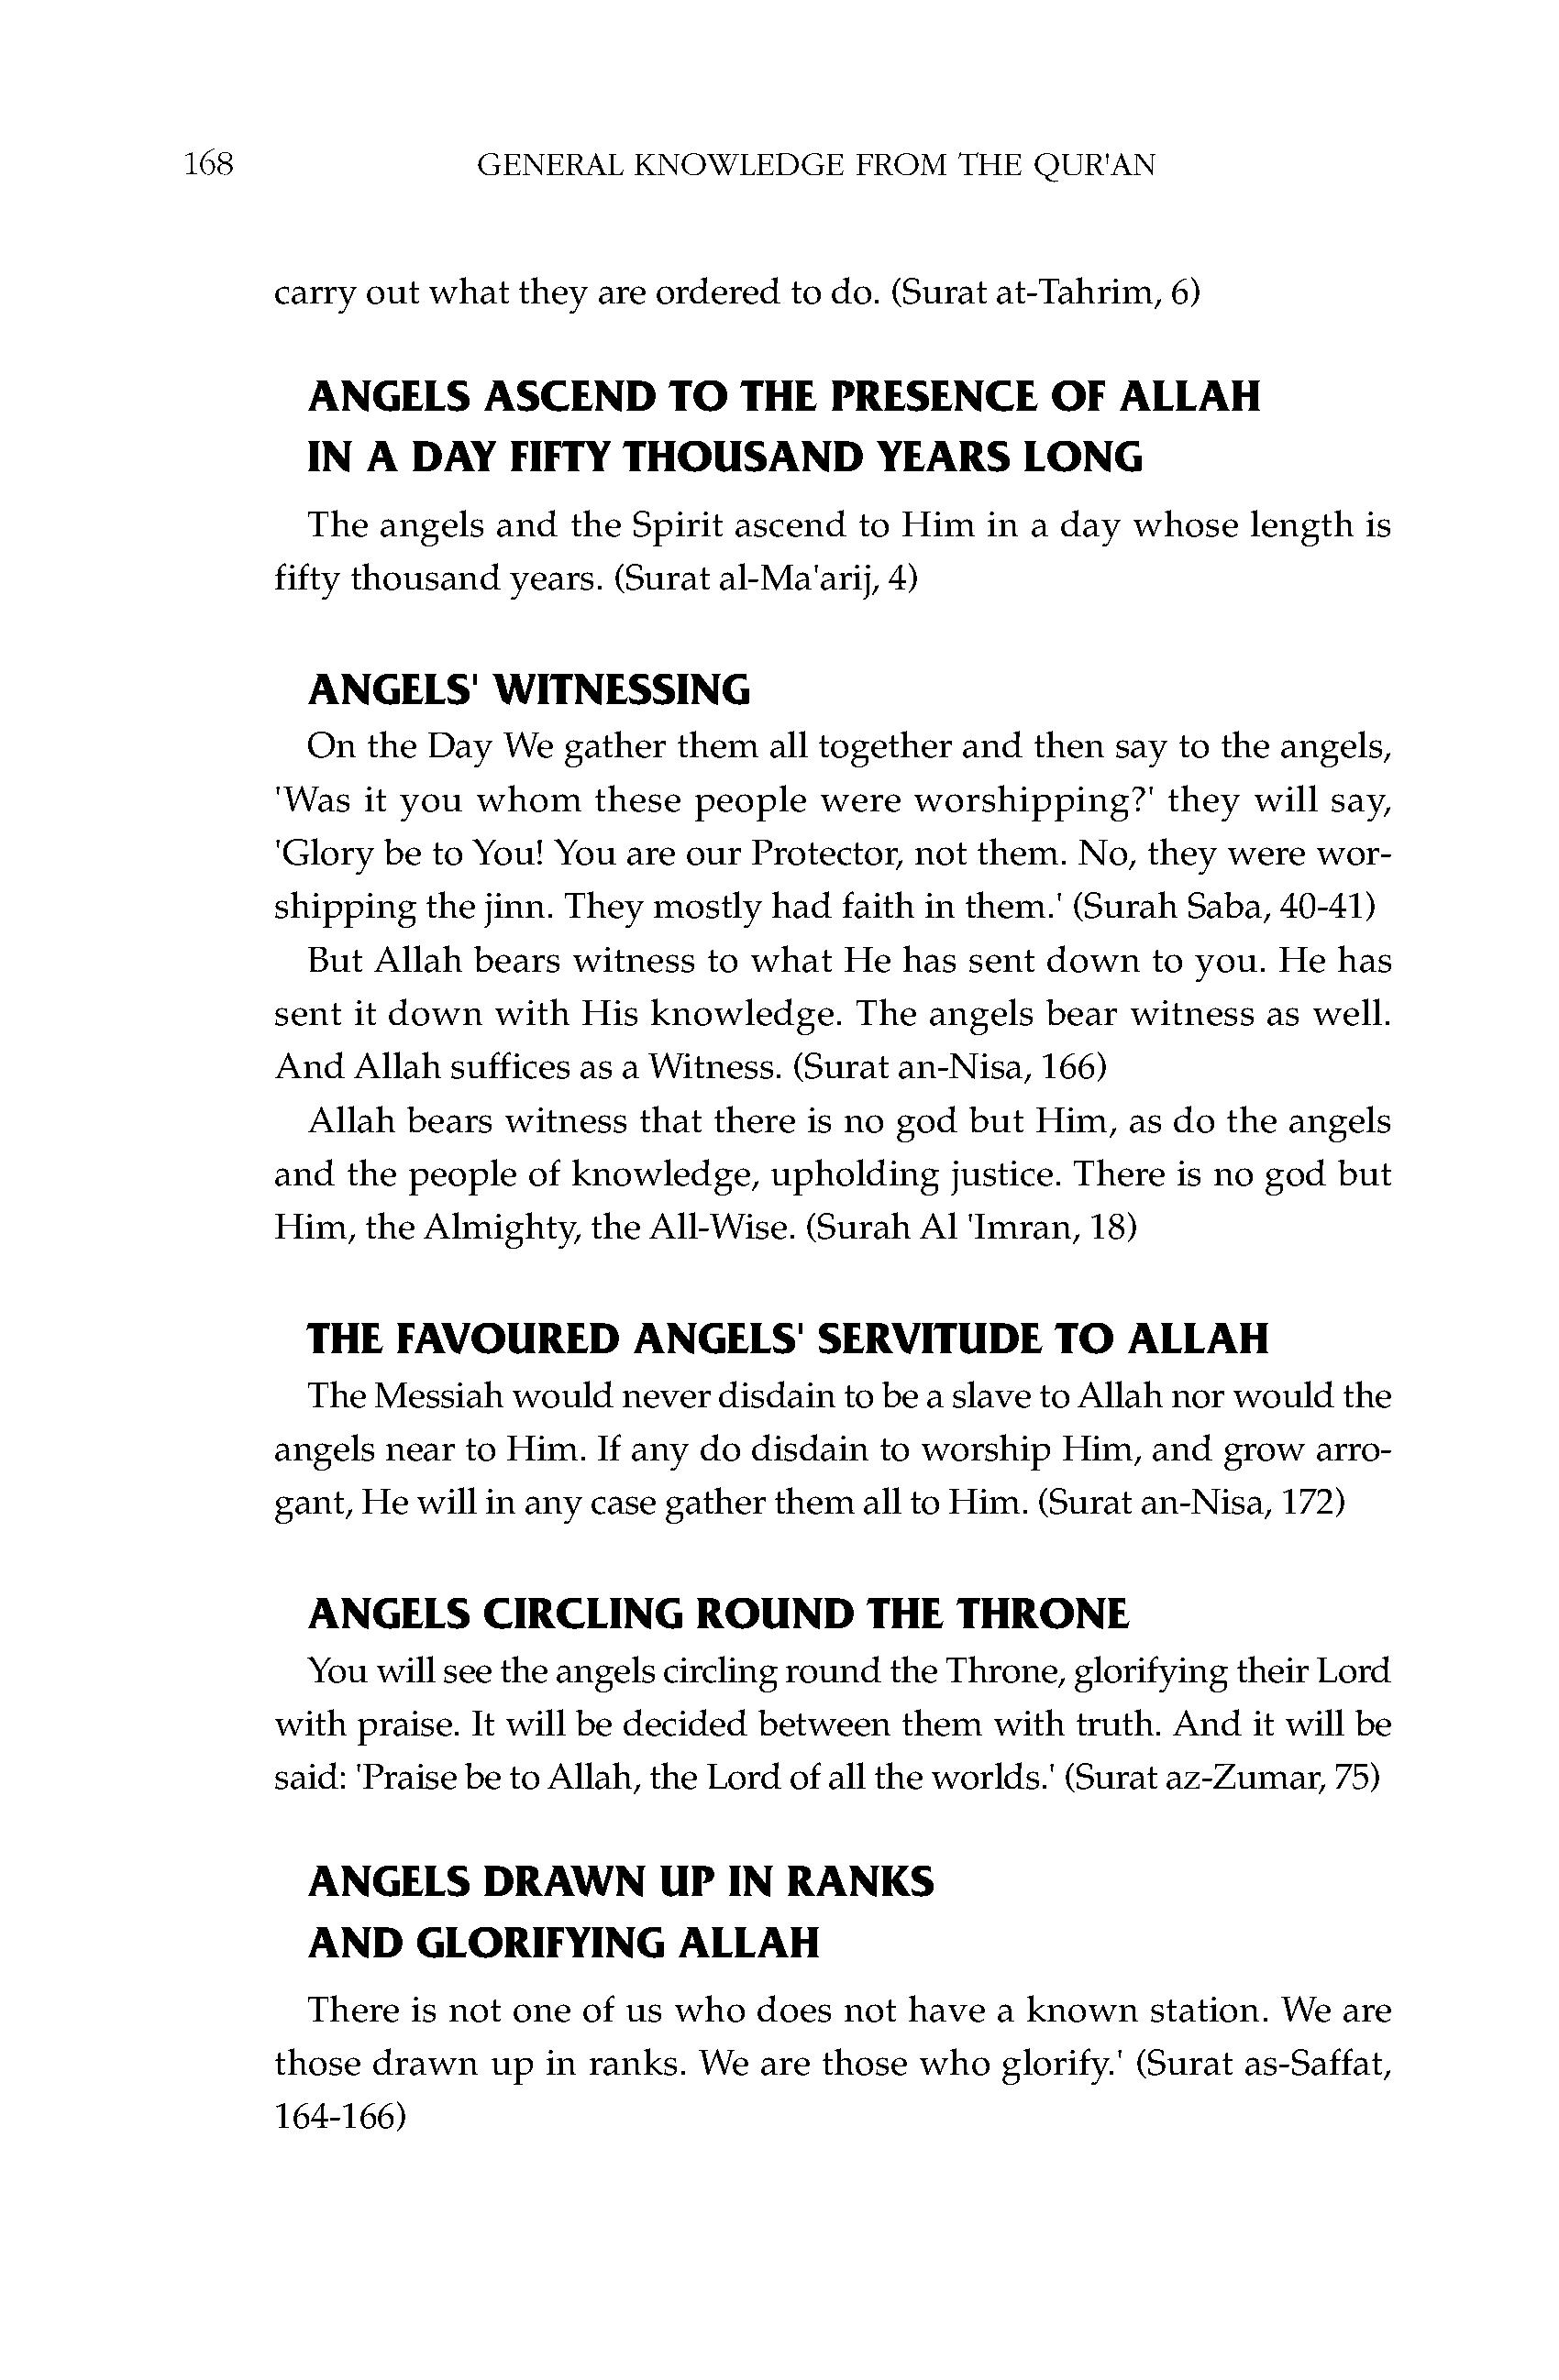 168 GENERAL KNOWLEDGE FROM THE QUR'AN
carry out what they are ordered to do. (Surat at-Tahrim, 6)
ANGELS ASCEND TO THE PRESENCE OF ALLAH
IN A DAY FIFTY THOUSAND YEARS LONG
The angels and the Spirit ascend to Him in a day whose length is
fifty thousand years. (Surat al-Ma'arij, 4)
ANGELS' WITNESSING
On the Day We gather them all together and then say to the angels,
'Was it you whom these people were worshipping?' they will say,
'Glory be to You! You are our Protector, not them. No, they were wor-
shipping the jinn. They mostly had faith in them.' (Surah Saba, 40-41)
But Allah bears witness to what He has sent down to you. He has
sent it down with His knowledge. The angels bear witness as well.
And Allah suffices as a Witness. (Surat an-Nisa, 166)
Allah bears witness that there is no god but Him, as do the angels
and the people of knowledge, upholding justice. There is no god but
Him, the Almighty, the All-Wise. (Surah Al 'Imran, 18)
THE FAVOURED ANGELS' SERVITUDE TO ALLAH
The Messiah would never disdain to be a slave to Allah nor would the
angels near to Him. If any do disdain to worship Him, and grow arro-
gant, He will in any case gather them all to Him. (Surat an-Nisa, 172)
ANGELS CIRCLING ROUND THE THRONE
You will see the angels circling round the Throne, glorifying their Lord
with praise. It will be decided between them with truth. And it will be
said: 'Praise be to Allah, the Lord of all the worlds.' (Surat az-Zumar, 75)
ANGELS DRAWN UP IN RANKS
AND GLORIFYING ALLAH
There is not one of us who does not have a known station. We are
those drawn up in ranks. We are those who glorify.' (Surat as-Saffat,
164-166)